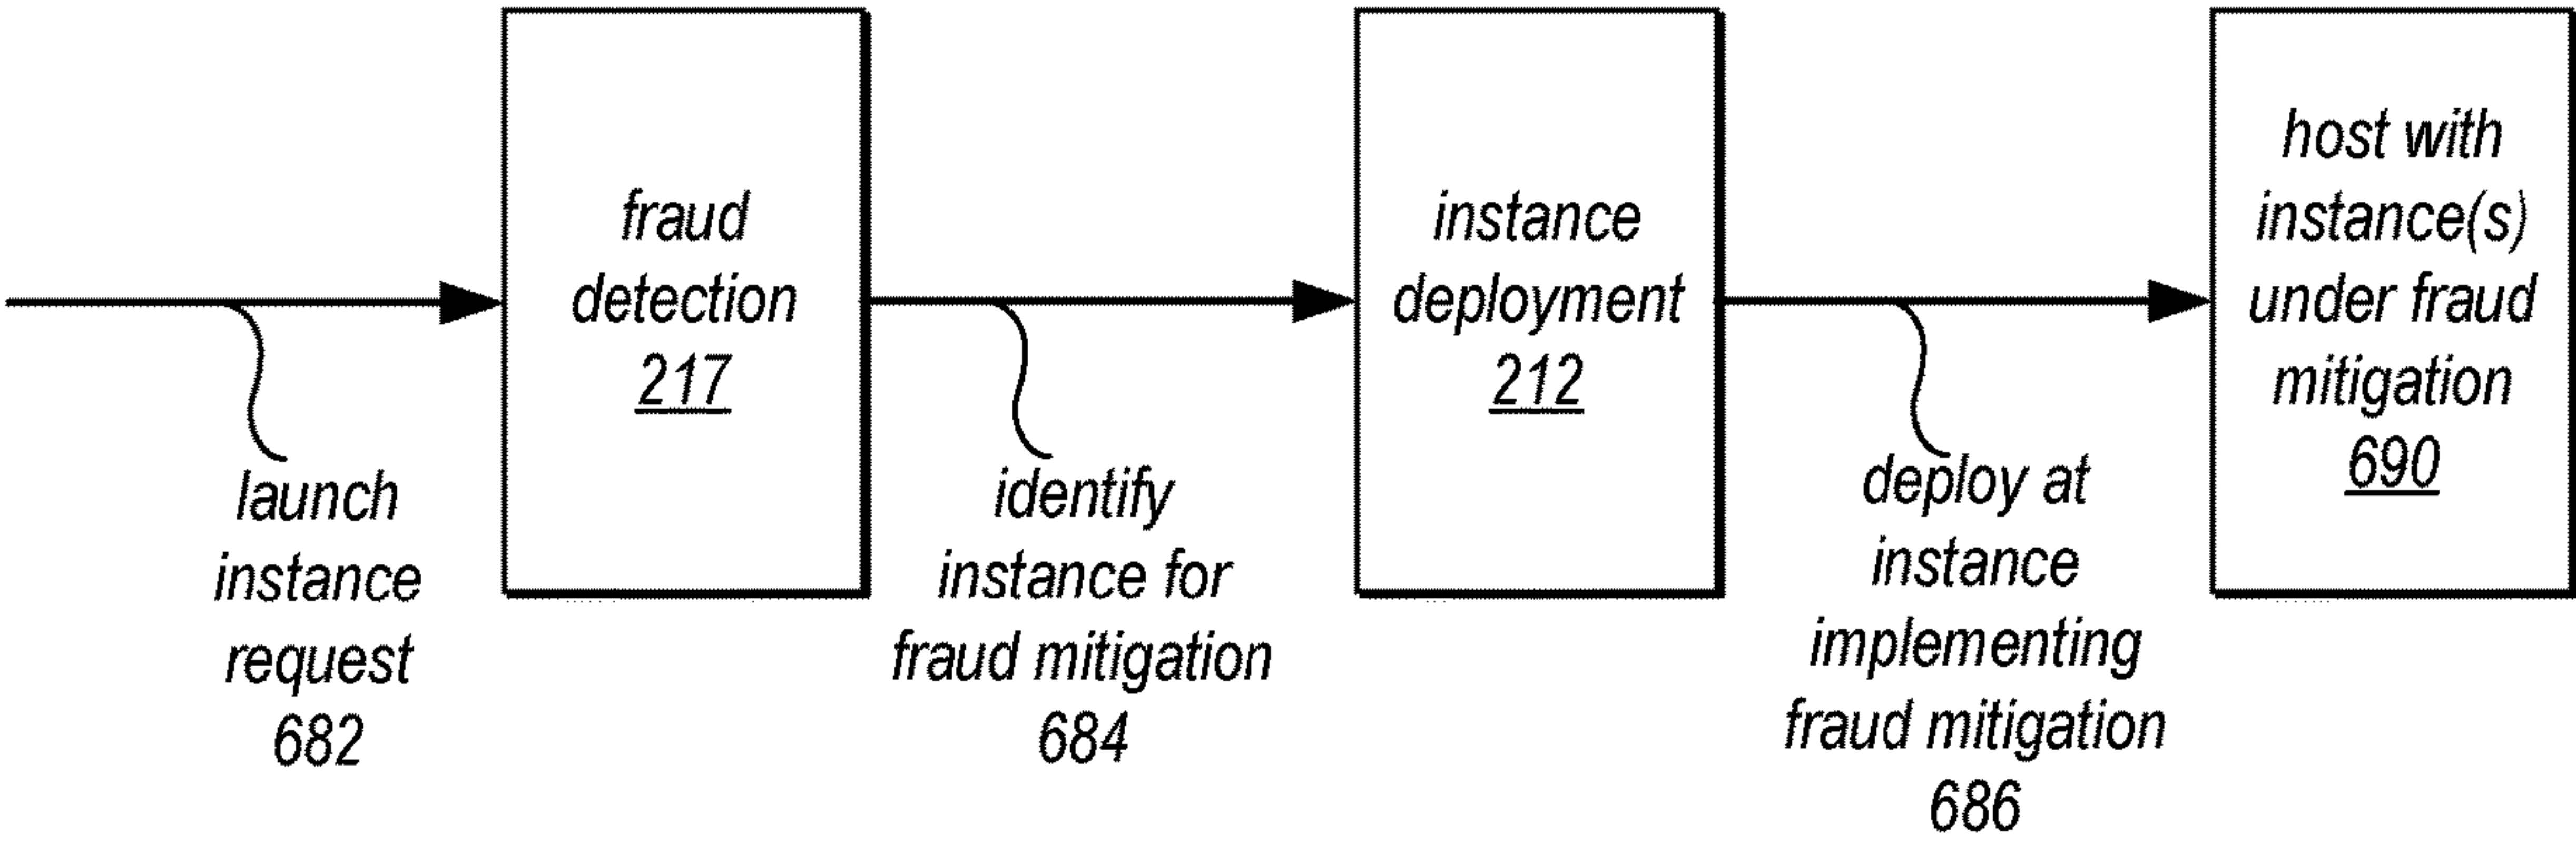 fraud
detection
217
instance
deployment
212
host with
instance(s)
under fraud
mitigation
690
launch
instance
request
682
identify
instance for
fraud mitigation
684
deploy at
instance
implementing
fraud mitigation
686